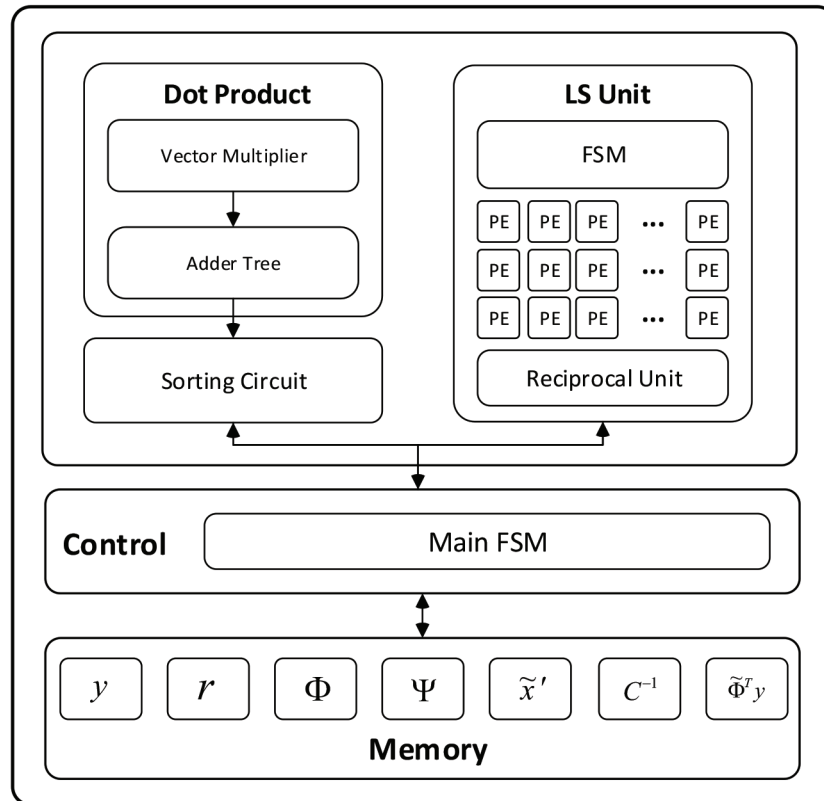 Dot Product
Vector Multiplier
Adder Tree
Sorting Circuit
LS Unit
FSM
PE PE PE ... PE
PE PE PE ... PE
PE PE PE ... PE
Reciprocal Unit
Control
Main FSM
y r Φ Ψ x̃′ C⁻¹ Φ̃ᵀy
Memory